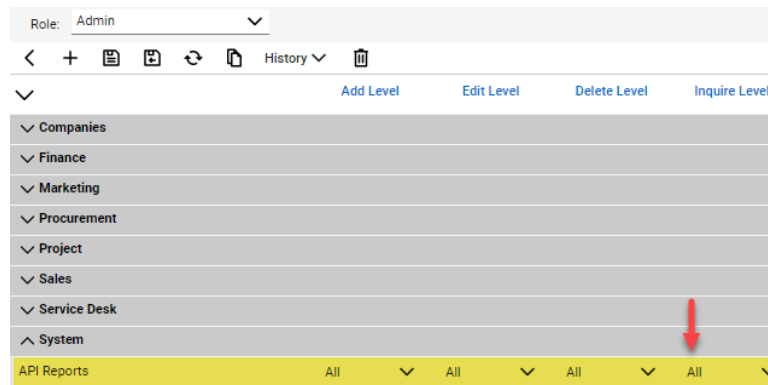 Role: Admin
History
Add Level Edit Level Delete Level Inquire Level
Companies
Finance
Marketing
Procurement
Project
Sales
Service Desk
System
API Reports All All All All